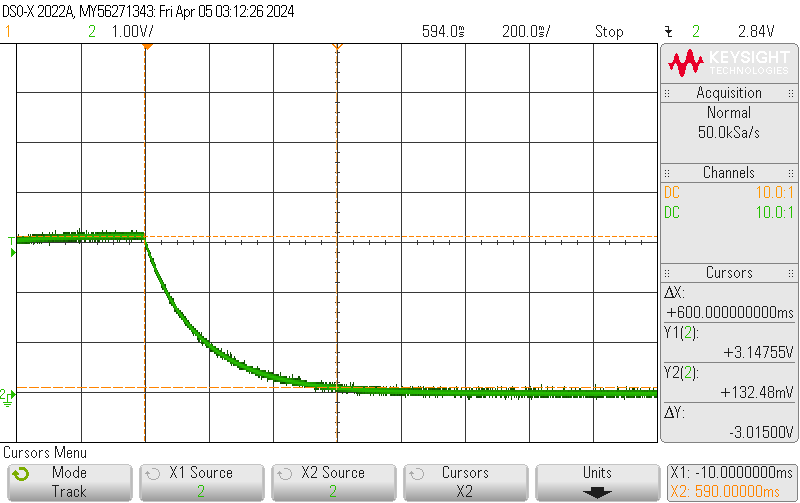 DSO-X 2022A, MY56271343: Fri Apr 05 03:12:26 2024
1 2 1.00V/ 594.0s 200.0s/ Stop 2 2.84V
KEYSIGHT
TECHNOLOGIES
Acquisition
Normal
50.0kSa/s
Channels
DC 10.0:1
DC 10.0:1
Cursors
ΔX:
+600.000000000ms
Y1(2):
+3.14755V
Y2(2):
+132.48mV
ΔY:
-3.01500V
T
2
Cursors Menu
Mode
Track
X1 Source
2
X2 Source
2
Cursors
X2
Units
X1: -10.0000000ms
X2: 590.00000ms